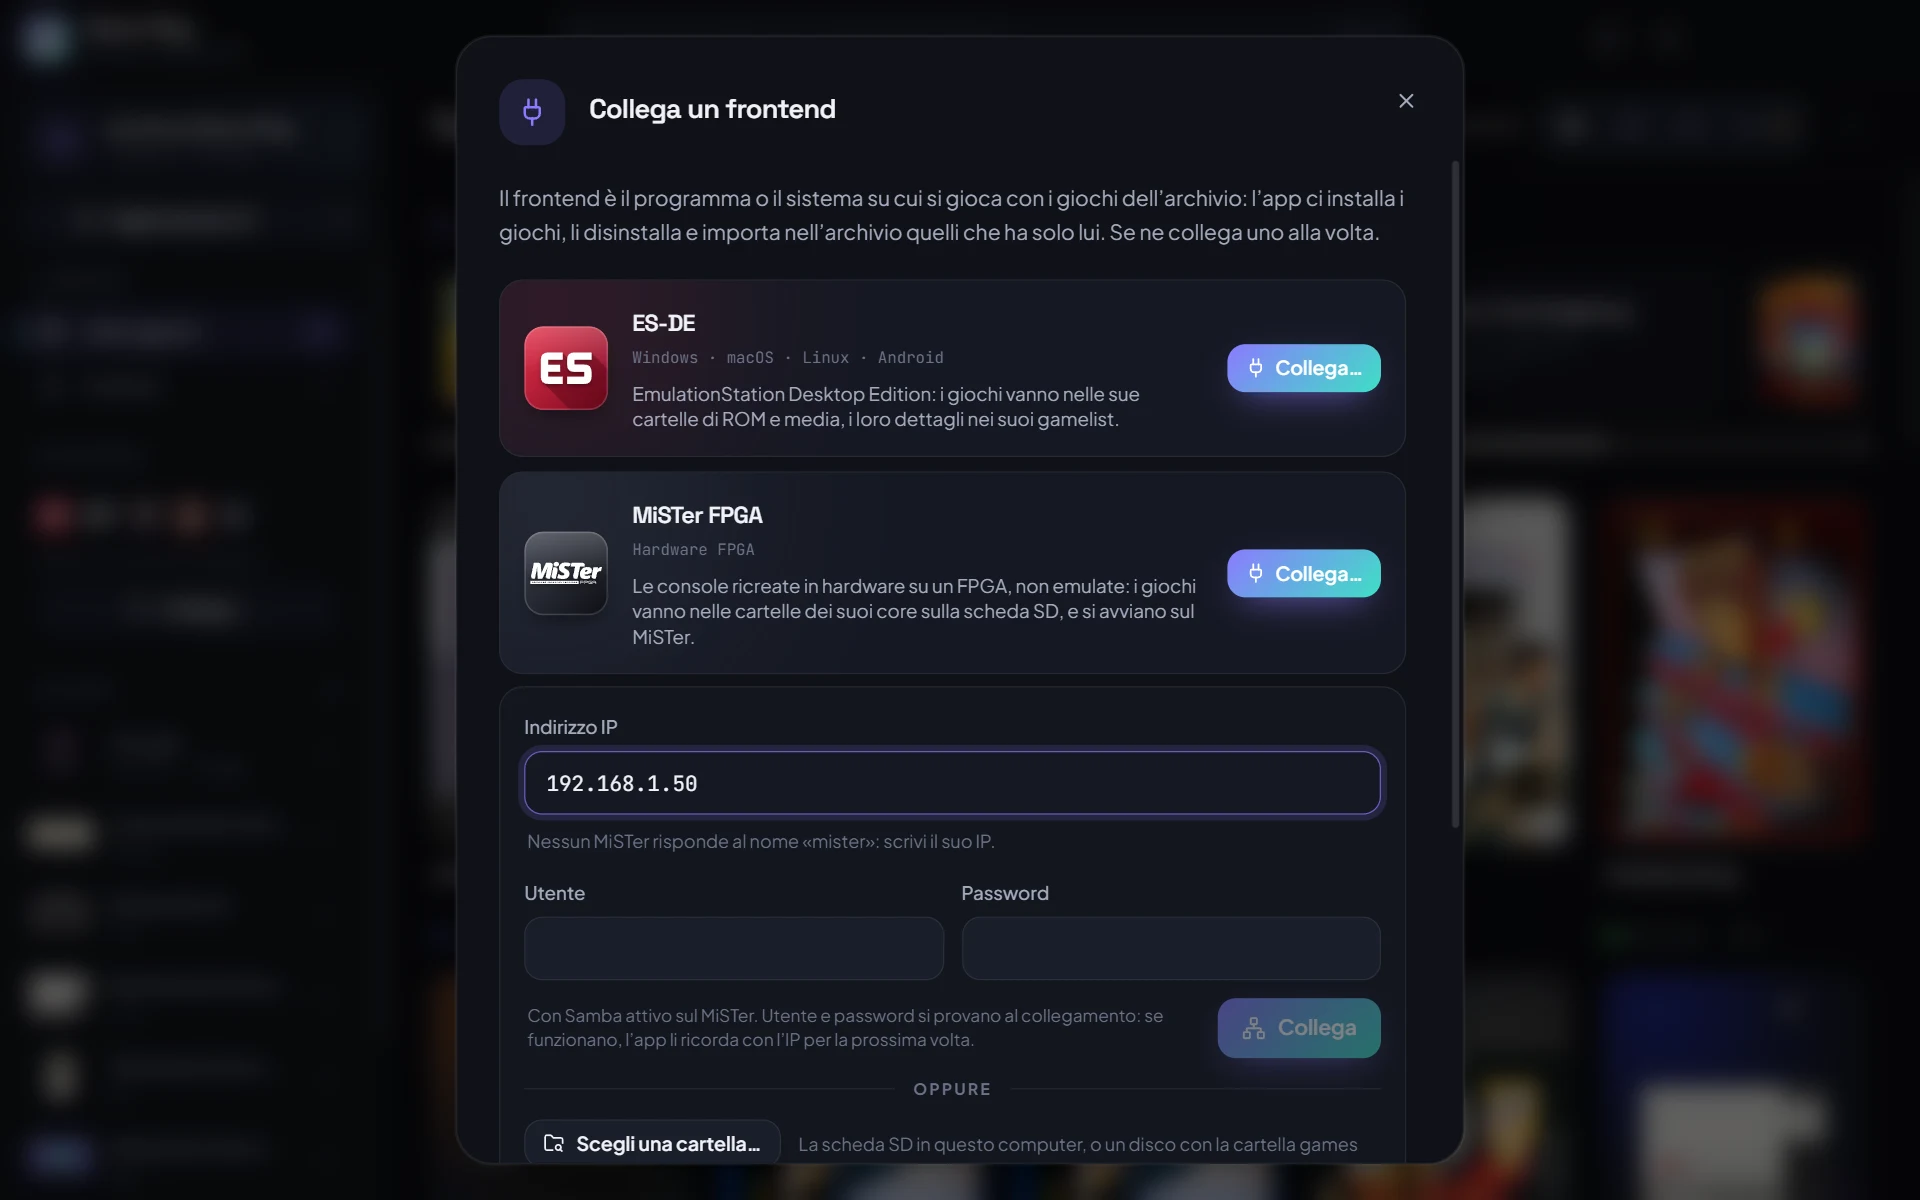 Collega un frontend
Il frontend è il programma o il sistema su cui si gioca con i giochi dell’archivio: l’app ci installa i
giochi, li disinstalla e importa nell’archivio quelli che ha solo lui. Se ne collega uno alla volta.
ES
ES-DE
Windows · macOS · Linux · Android
EmulationStation Desktop Edition: i giochi vanno nelle sue
cartelle di ROM e media, i loro dettagli nei suoi gamelist.
Collega…
MiSTer
MiSTer FPGA
Hardware FPGA
Le console ricreate in hardware su un FPGA, non emulate: i giochi
vanno nelle cartelle dei suoi core sulla scheda SD, e si avviano sul
MiSTer.
Collega…
Indirizzo IP
192.168.1.50
Nessun MiSTer risponde al nome «mister»: scrivi il suo IP.
Utente
Password
Con Samba attivo sul MiSTer. Utente e password si provano al collegamento: se
funzionano, l’app li ricorda con l’IP per la prossima volta.
Collega
OPPURE
Scegli una cartella…
La scheda SD in questo computer, o un disco con la cartella games